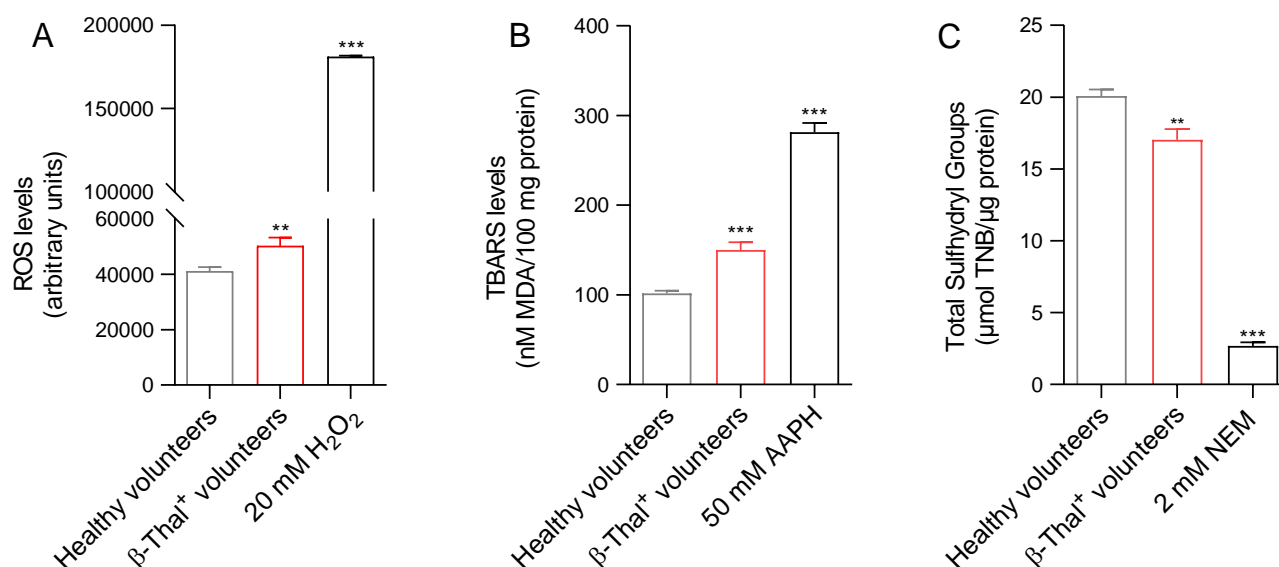 A
ROS levels
(arbitrary units)
200000
150000
100000
60000
40000
20000
0
**
***
Healthy volunteers
β-Thal⁺ volunteers
20 mM H₂O₂
B
TBARS levels
(nM MDA/100 mg protein)
400
300
200
100
0
***
***
Healthy volunteers
β-Thal⁺ volunteers
50 mM AAPH
C
Total Sulfhydryl Groups
(μmol TNB/μg protein)
25
20
15
10
5
0
**
***
Healthy volunteers
β-Thal⁺ volunteers
2 mM NEM